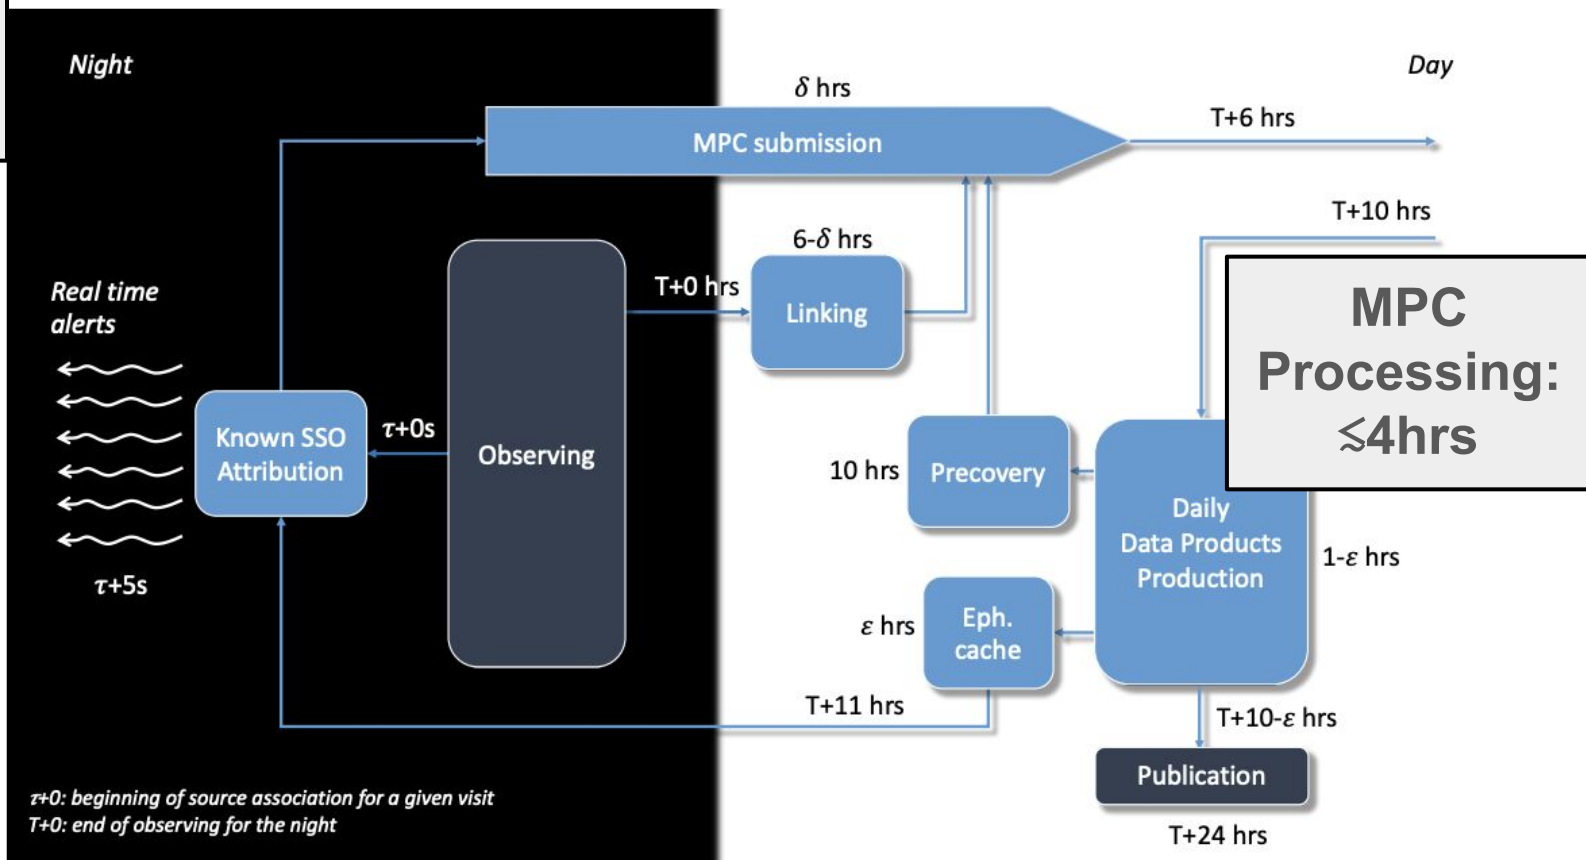 Night
Day
δ hrs
MPC submission
T+6 hrs
T+10 hrs
6-δ hrs
T+0 hrs
Linking
MPC
Processing:
≲4hrs
Real time
alerts
Known SSO
Attribution
τ+0s
Observing
10 hrs
Precovery
Daily
Data Products
Production
1-ε hrs
τ+5s
ε hrs
Eph.
cache
T+11 hrs
T+10-ε hrs
Publication
T+24 hrs
τ+0: beginning of source association for a given visit
T+0: end of observing for the night